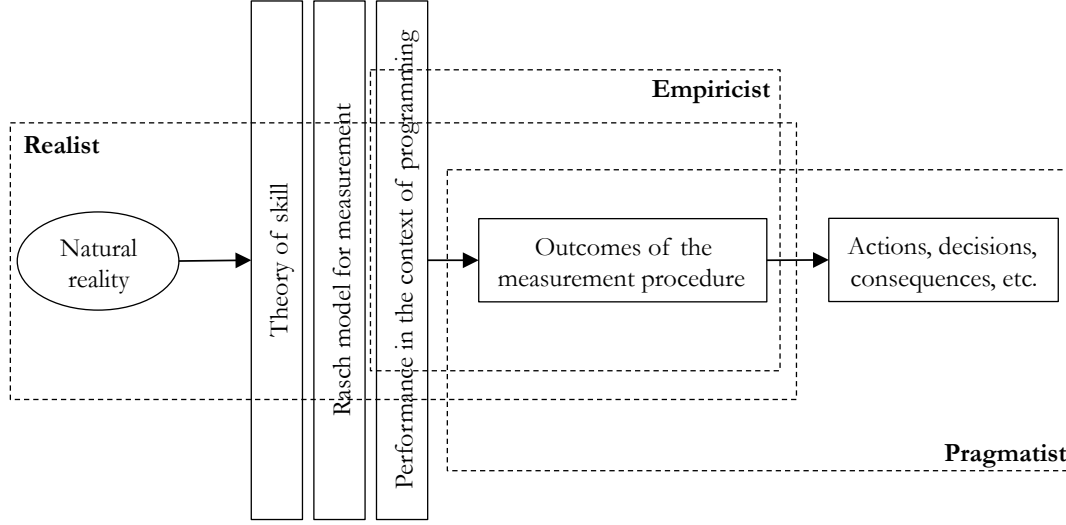 Realist
Natural
reality
Theory of skill
Rasch model for measurement
Performance in the context of programming
Empiricist
Outcomes of the
measurement procedure
Actions, decisions,
consequences, etc.
Pragmatist